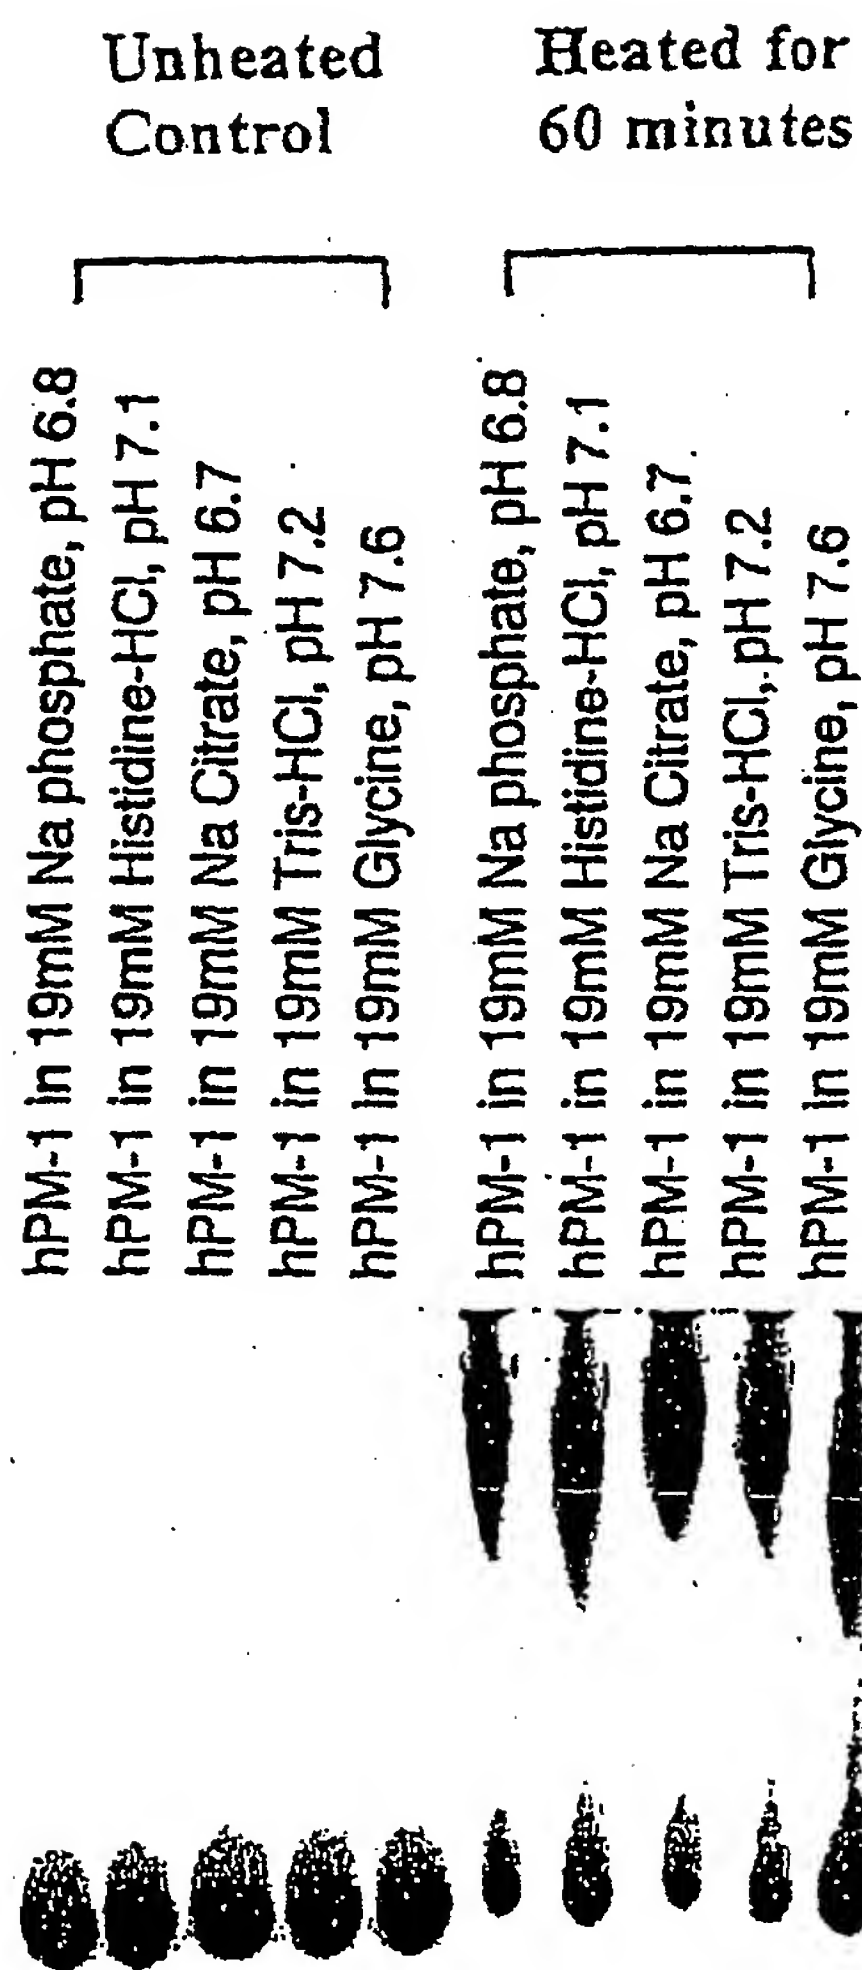 Unheated
Control
Heated for
60 minutes
hPM-1 in 19mM Na phosphate, pH 6.8
hPM-1 in 19mM Histidine-HCl, pH 7.1
hPM-1 in 19mM Na Citrate, pH 6.7
hPM-1 in 19mM Tris-HCl, pH 7.2
hPM-1 in 19mM Glycine, pH 7.6
hPM-1 in 19mM Na phosphate, pH 6.8
hPM-1 in 19mM Histidine-HCl, pH 7.1
hPM-1 in 19mM Na Citrate, pH 6.7
hPM-1 in 19mM Tris-HCl, pH 7.2
hPM-1 in 19mM Glycine, pH 7.6